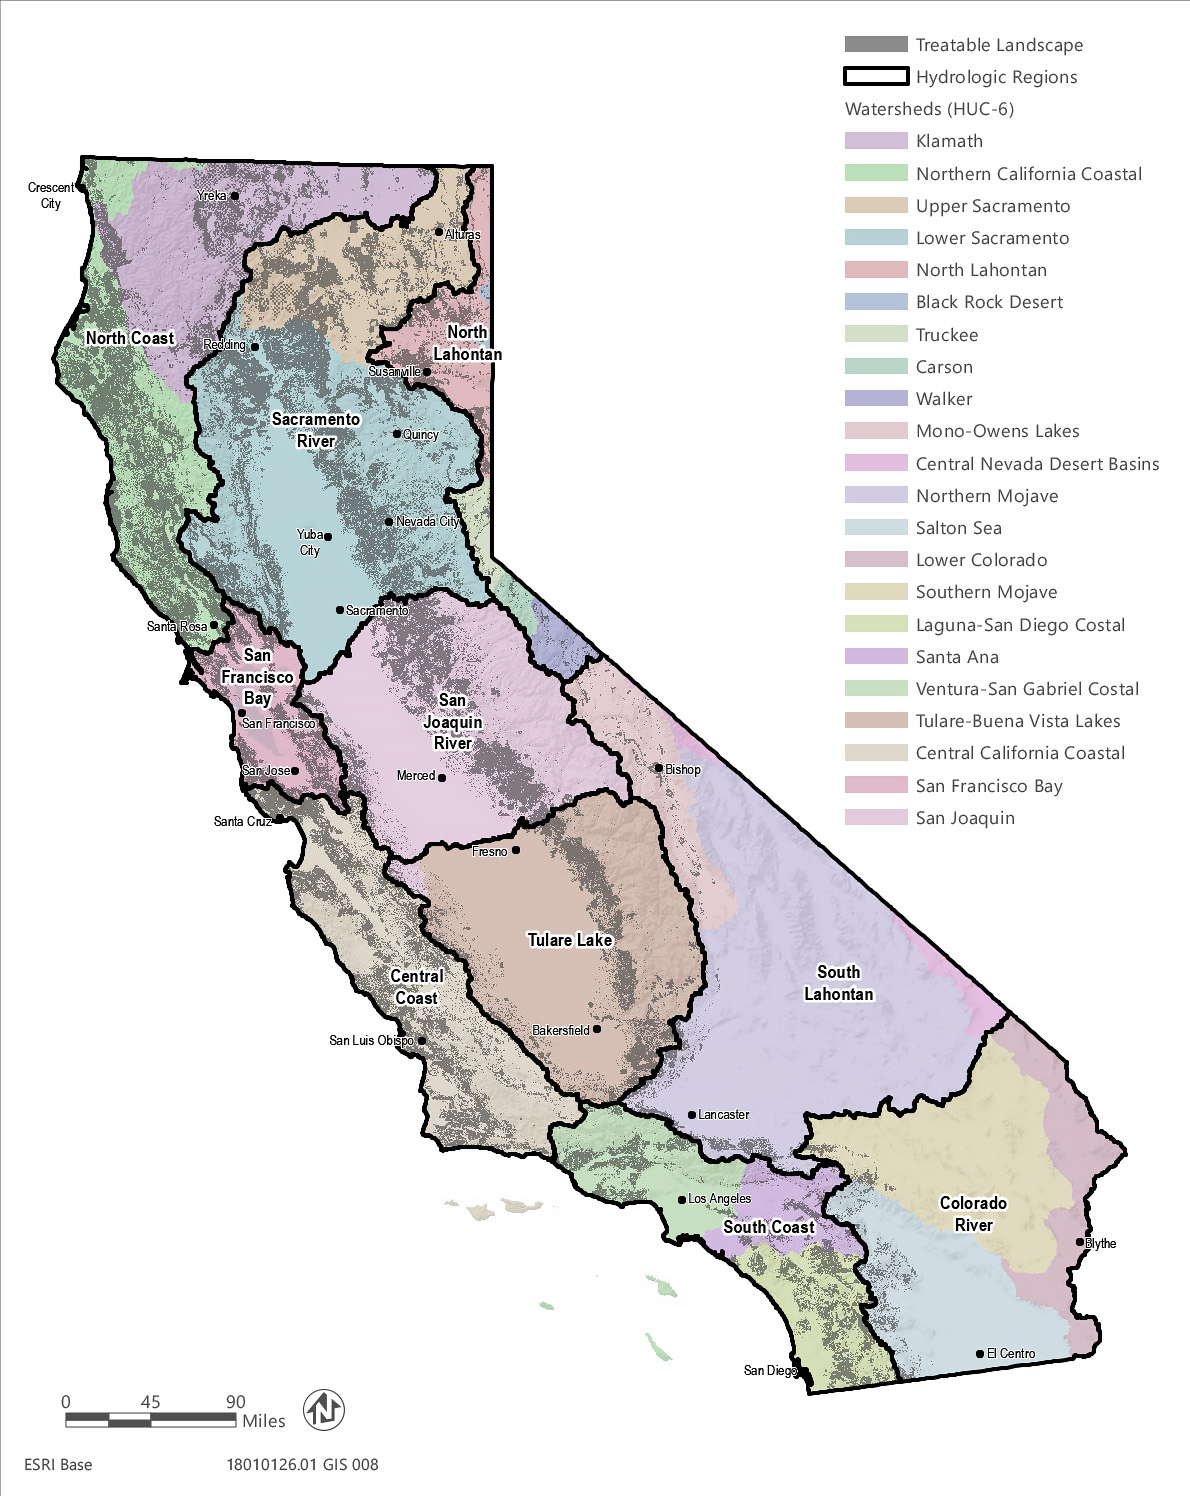 Treatable Landscape
Hydrologic Regions
Watersheds (HUC-6)
Klamath
Northern California Coastal
Upper Sacramento
Lower Sacramento
North Lahontan
Black Rock Desert
Truckee
Carson
Walker
Mono-Owens Lakes
Central Nevada Desert Basins
Northern Mojave
Salton Sea
Lower Colorado
Southern Mojave
Laguna-San Diego Costal
Santa Ana
Ventura-San Gabriel Costal
Tulare-Buena Vista Lakes
Central California Coastal
San Francisco Bay
San Joaquin
Crescent
City
Yreka
Alturas
North Coast
Redding
North
Lahontan
Susanville
Sacramento
River
Quincy
Nevada City
Yuba
City
Sacramento
Santa Rosa
San
Francisco
Bay
San Francisco
San
Joaquin
River
San Jose
Merced
Bishop
Santa Cruz
Fresno
Tulare Lake
Central
Coast
South
Lahontan
San Luis Obispo
Bakersfield
Lancaster
Los Angeles
South Coast
Colorado
River
Blythe
El Centro
San Diego
0 45 90
Miles
N
ESRI Base
18010126.01 GIS 008